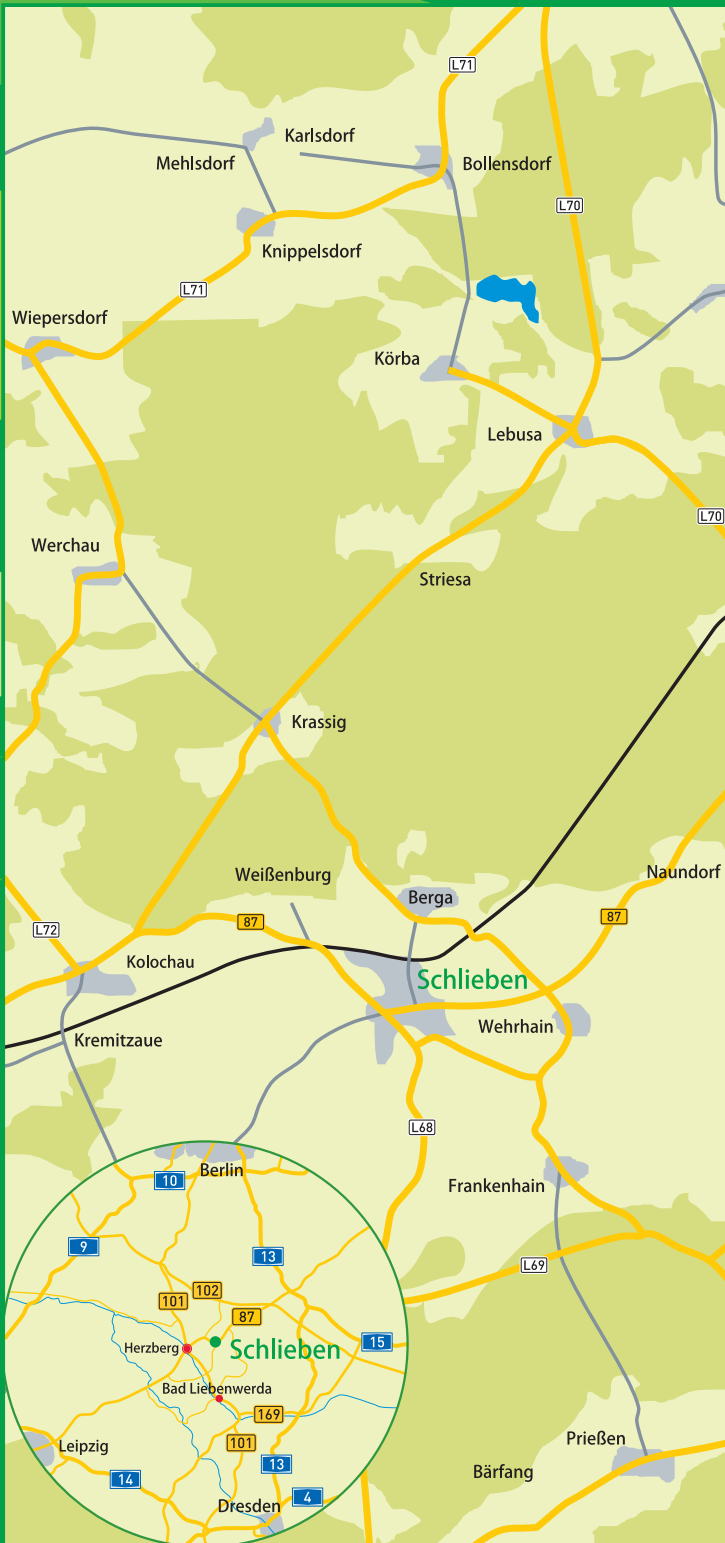 L71
Karlsdorf
Mehlsdorf
Bollensdorf
L70
Knippelsdorf
L71
Wiepersdorf
Körba
Lebusa
L70
Werchau
Striesa
Krassig
Naundorf
Weißenburg
Berga
87
87
L72
Kolochau
Schlieben
Wehrhain
Kremitzaue
L68
Frankenhain
L69
Prießen
Bärfang
Berlin
10
9
13
102
101
87
15
Herzberg
Schlieben
Bad Liebenwerda
169
101
Leipzig
13
14
4
Dresden